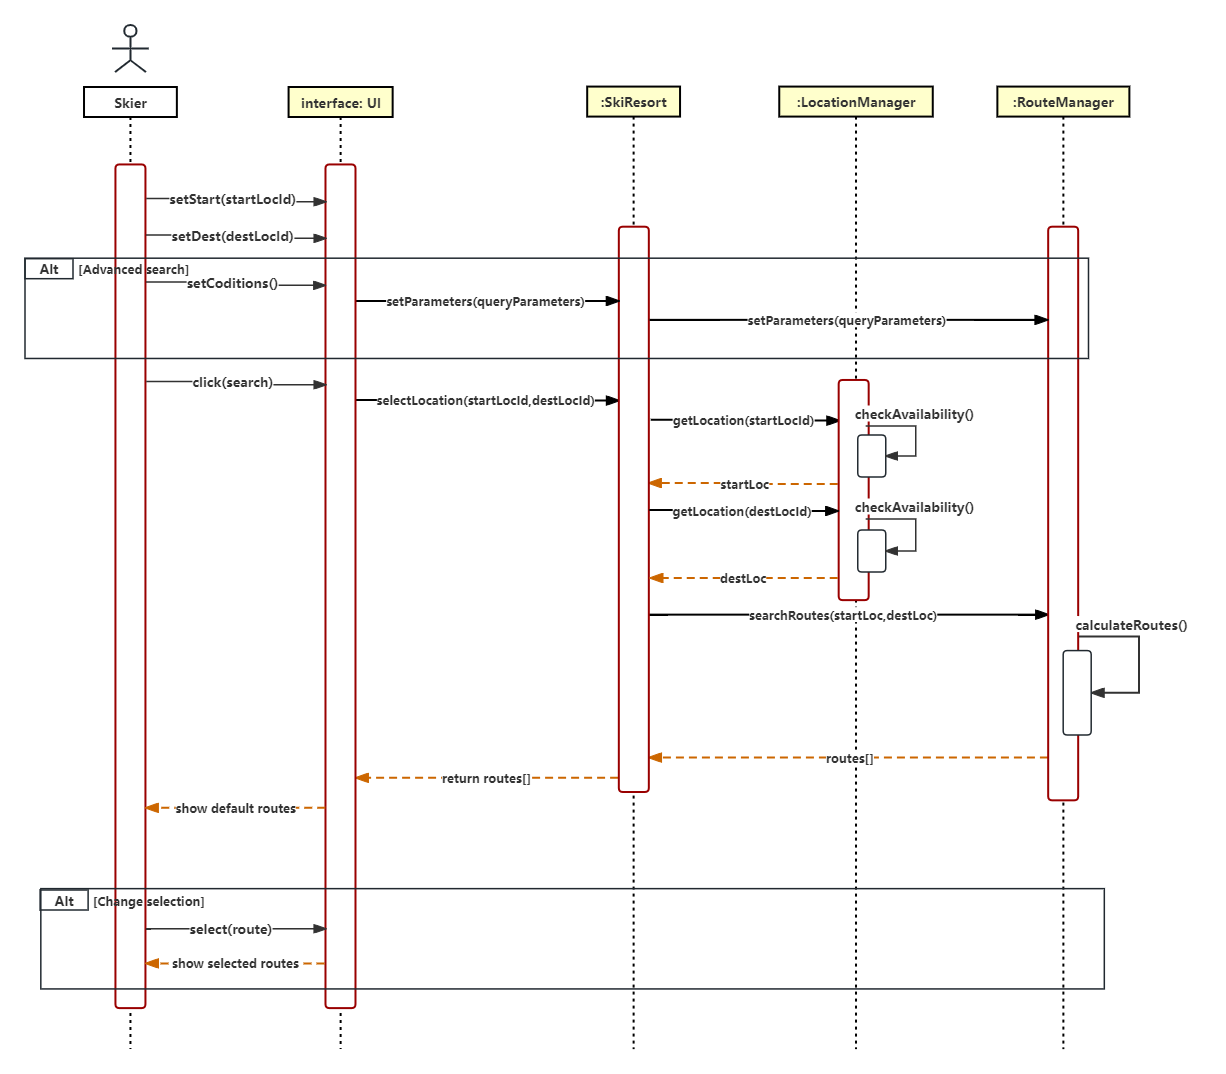 Skier
interface: UI
:SkiResort
:LocationManager
:RouteManager
setStart(startLocId)
setDest(destLocId)
Alt [Advanced search]
setCoditions()
setParameters(queryParameters)
setParameters(queryParameters)
click(search)
selectLocation(startLocId,destLocId)
getLocation(startLocId)
checkAvailability()
startLoc
getLocation(destLocId)
checkAvailability()
destLoc
searchRoutes(startLoc,destLoc)
calculateRoutes()
routes[]
return routes[]
show default routes
Alt [Change selection]
select(route)
show selected routes